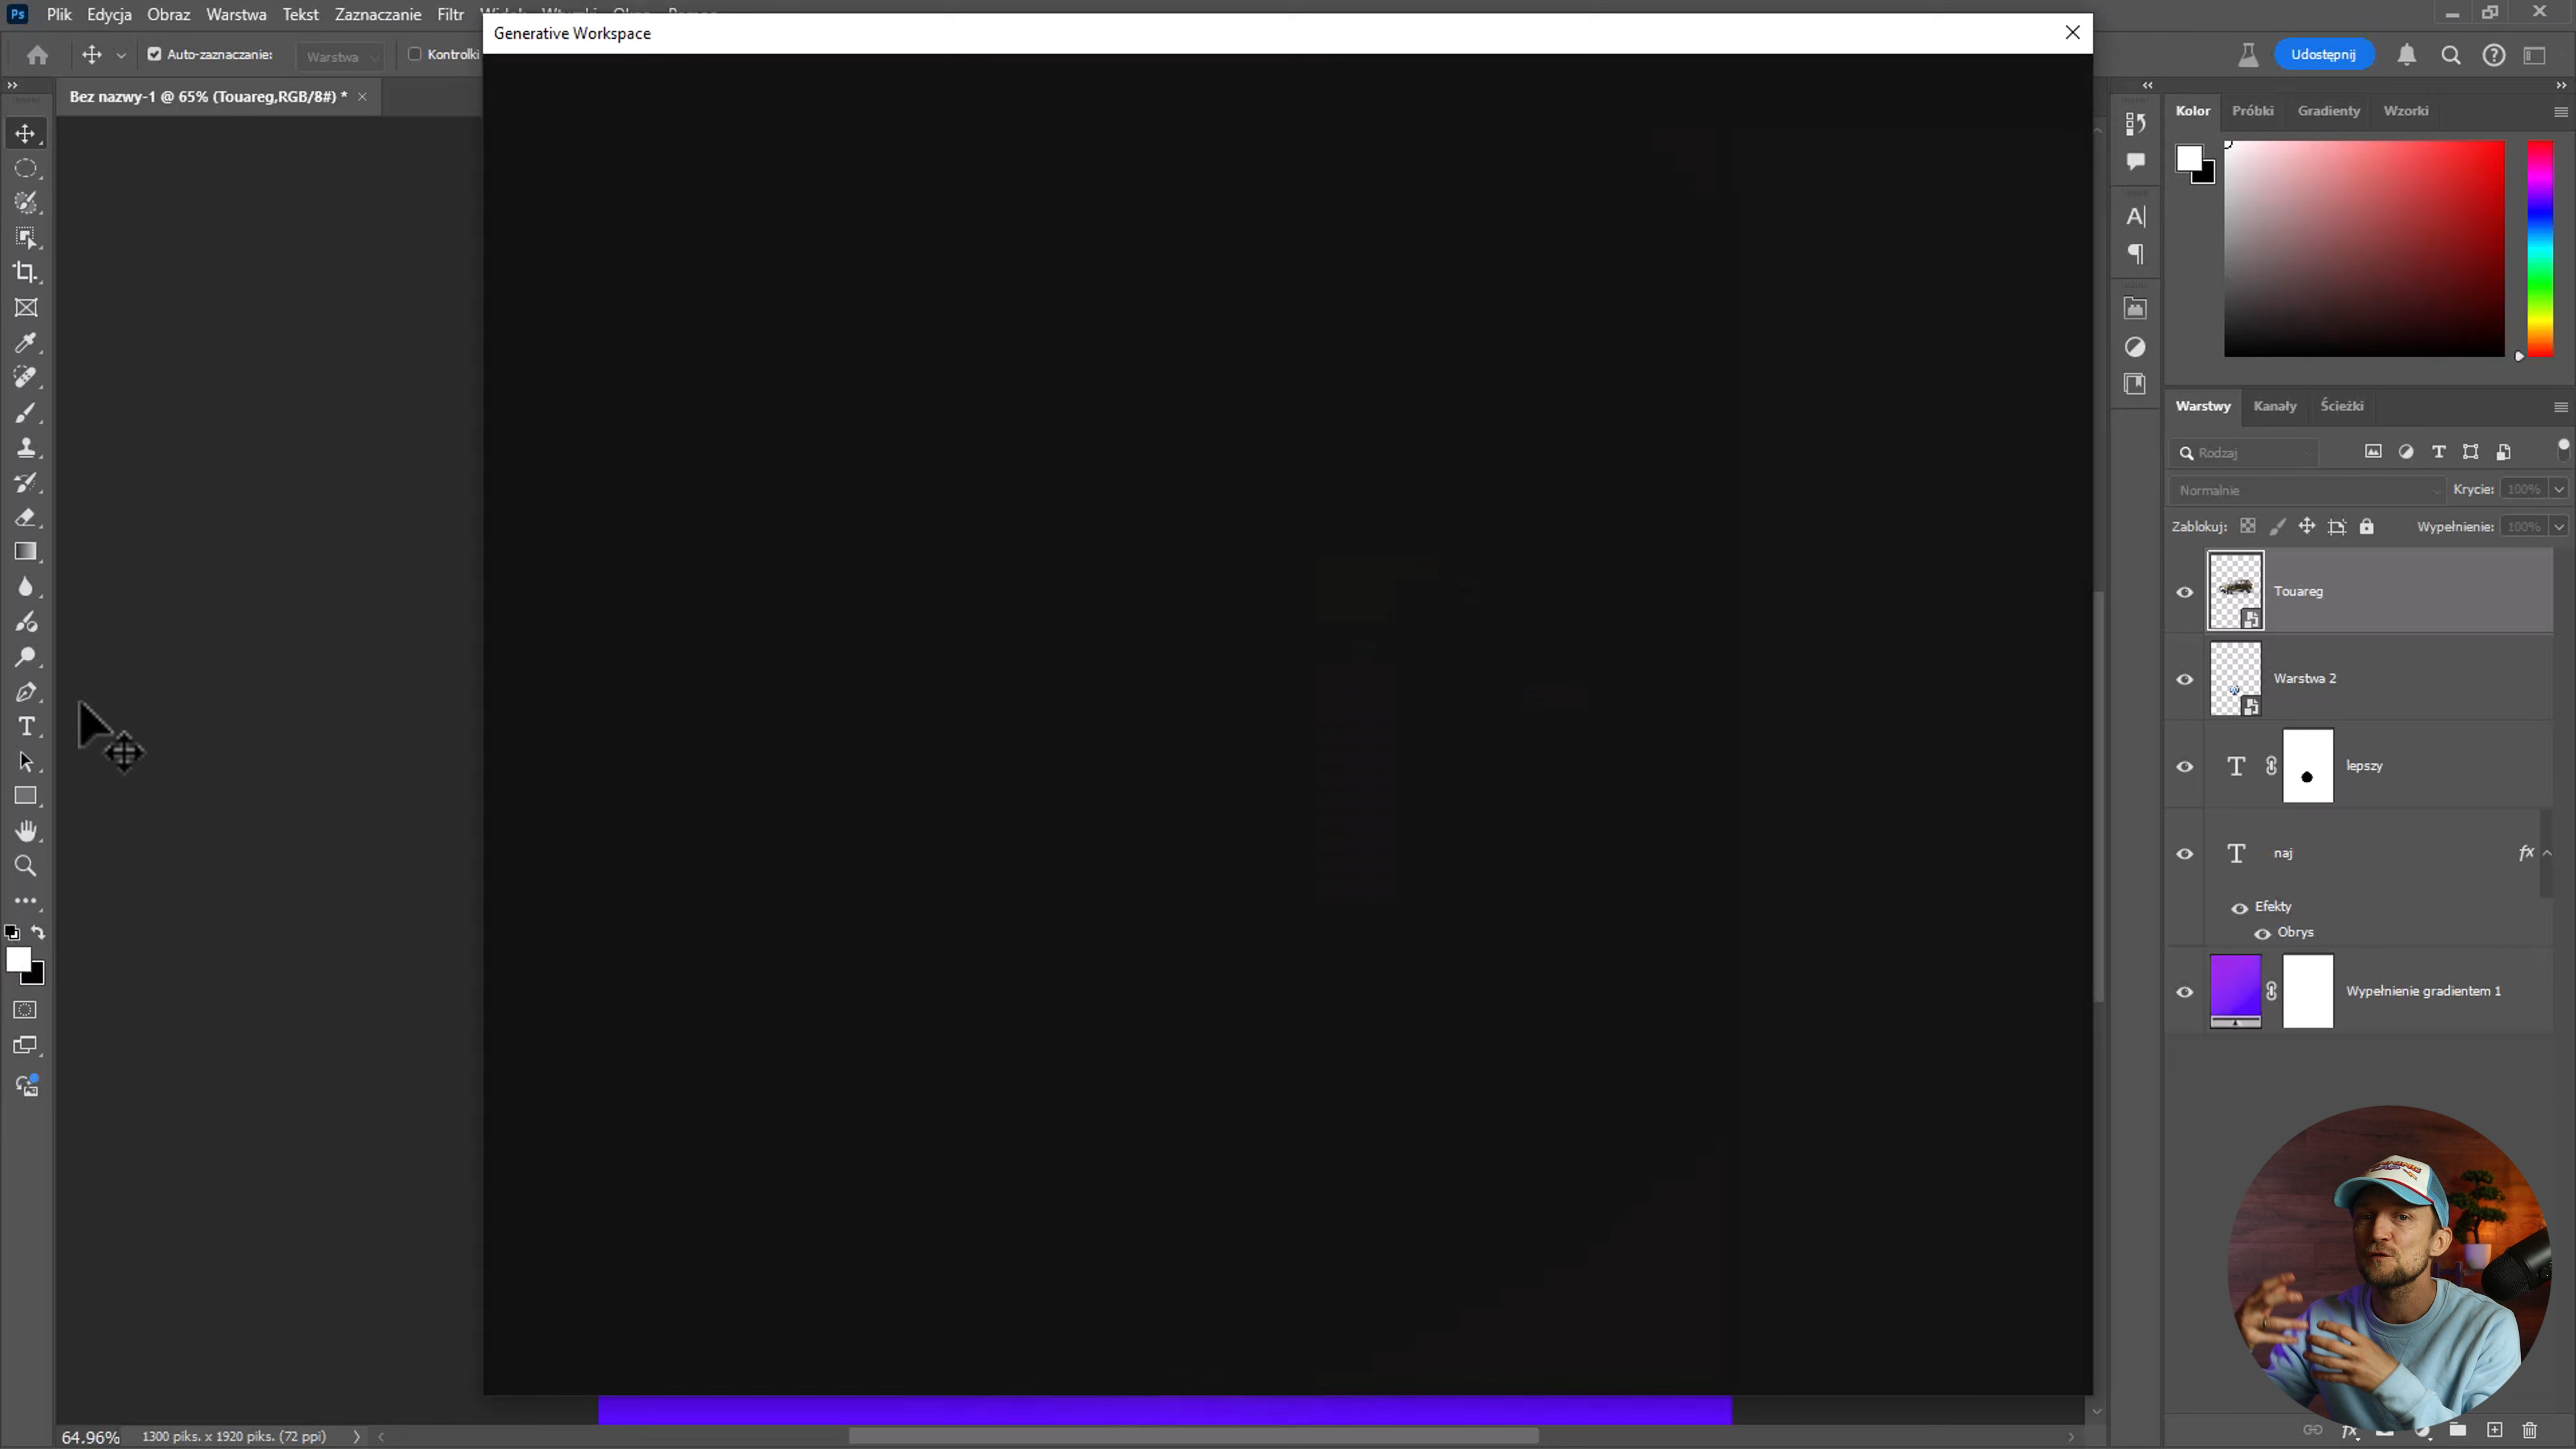 Ps Plik Edycja Obraz Warstwa Tekst Zaznaczanie Filtr
Generative Workspace
Auto-zaznaczanie: Warstwa Kontrolki
Udostępnij
Bez nazwy-1 @ 65% (Touareg,RGB/8#) *
Kolor Próbki Gradienty Wzorki
Warstwy Kanały Ścieżki
Rodzaj
Normalnie Krycie: 100%
Zablokuj: Wypełnienie: 100%
Touareg
Warstwa 2
lepszy
naj fx
Efekty
Obrys
Wypełnienie gradientem 1
64.96% 1300 piks. x 1920 piks. (72 ppi)